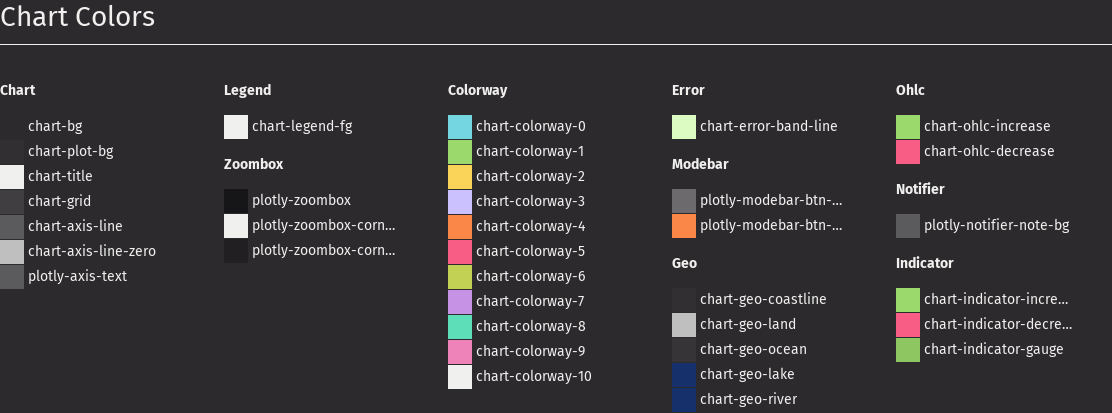 Chart Colors
Chart
chart-bg
chart-plot-bg
chart-title
chart-grid
chart-axis-line
chart-axis-line-zero
plotly-axis-text
Legend
chart-legend-fg
Zoombox
plotly-zoombox
plotly-zoombox-corn...
plotly-zoombox-corn...
Colorway
chart-colorway-0
chart-colorway-1
chart-colorway-2
chart-colorway-3
chart-colorway-4
chart-colorway-5
chart-colorway-6
chart-colorway-7
chart-colorway-8
chart-colorway-9
chart-colorway-10
Error
chart-error-band-line
Modebar
plotly-modebar-btn-...
plotly-modebar-btn-...
Geo
chart-geo-coastline
chart-geo-land
chart-geo-ocean
chart-geo-lake
chart-geo-river
Ohlc
chart-ohlc-increase
chart-ohlc-decrease
Notifier
plotly-notifier-note-bg
Indicator
chart-indicator-incre...
chart-indicator-decre...
chart-indicator-gauge